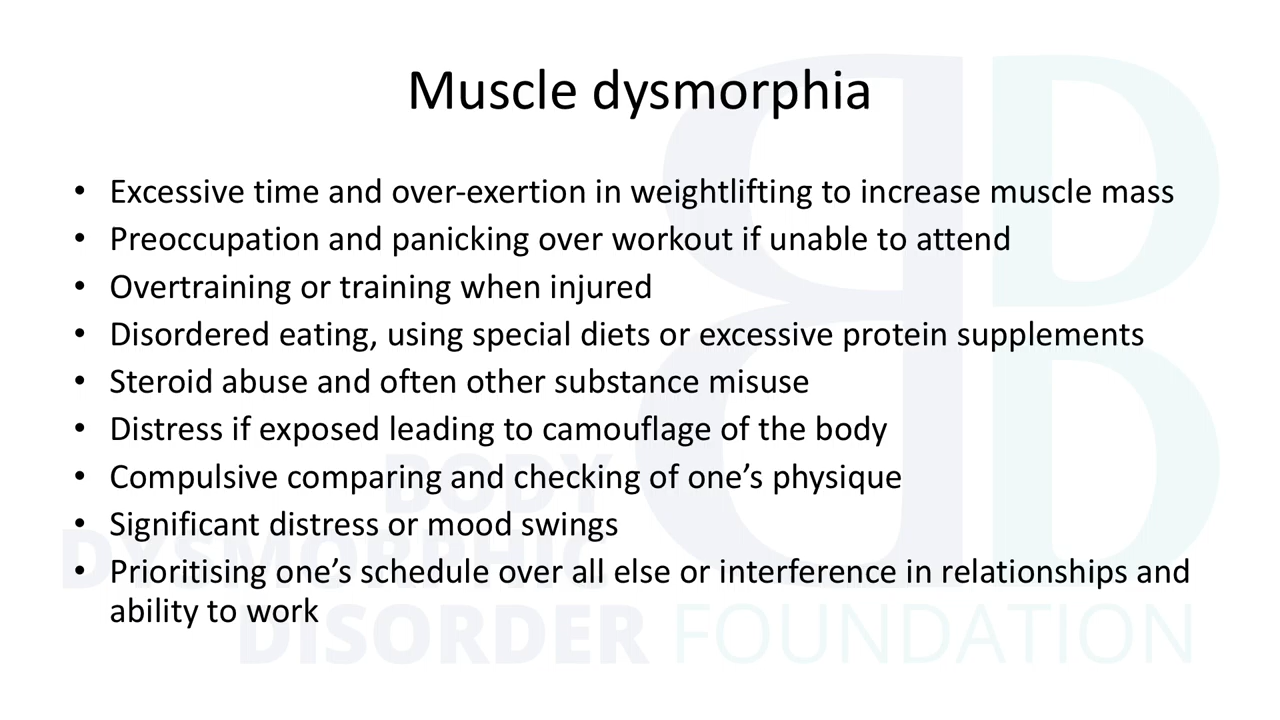 Muscle dysmorphia
• Excessive time and over-exertion in weightlifting to increase muscle mass
• Preoccupation and panicking over workout if unable to attend
• Overtraining or training when injured
• Disordered eating, using special diets or excessive protein supplements
• Steroid abuse and often other substance misuse
• Distress if exposed leading to camouflage of the body
• Compulsive comparing and checking of one’s physique
• Significant distress or mood swings
• Prioritising one’s schedule over all else or interference in relationships and
ability to work
BODY
DYSMORPHIC
DISORDER FOUNDATION